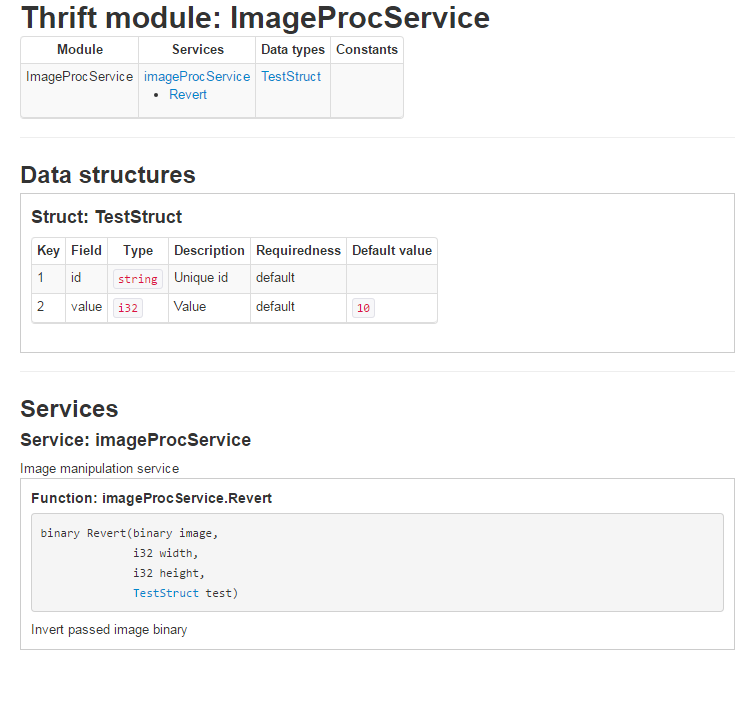 Thrift module: ImageProcService
Module Services Data types Constants
ImageProcService imageProcService TestStruct
• Revert
Data structures
Struct: TestStruct
Key Field Type Description Requiredness Default value
1 id string Unique id default
2 value i32 Value default 10
Services
Service: imageProcService
Image manipulation service
Function: imageProcService.Revert
binary Revert(binary image,
i32 width,
i32 height,
TestStruct test)
Invert passed image binary